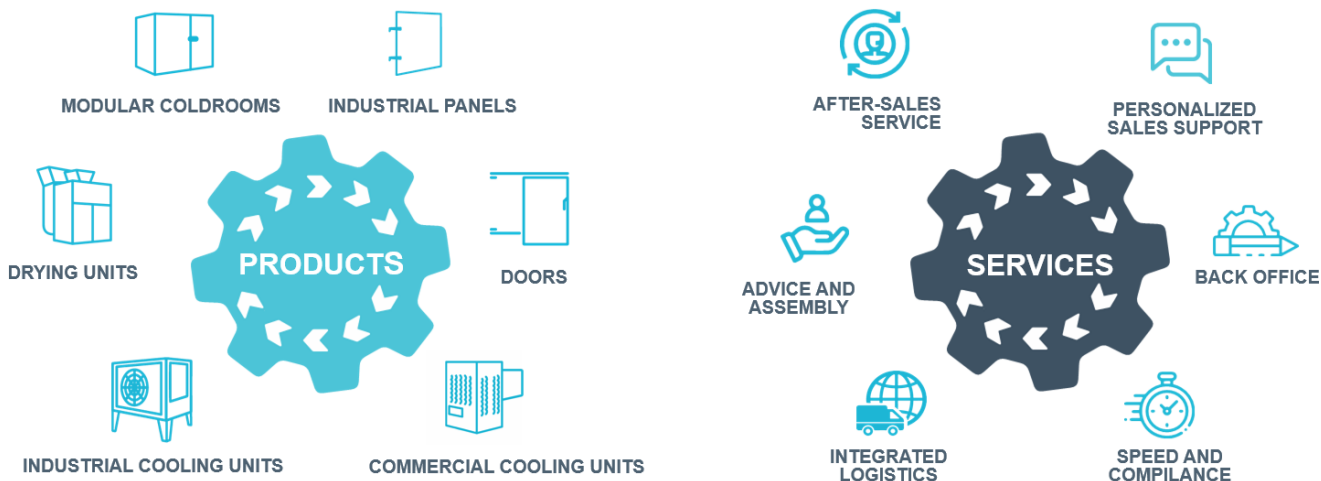 MODULAR COLDROOMS
INDUSTRIAL PANELS
DRYING UNITS
PRODUCTS
DOORS
INDUSTRIAL COOLING UNITS
COMMERCIAL COOLING UNITS
AFTER-SALES
SERVICE
PERSONALIZED
SALES SUPPORT
ADVICE AND
ASSEMBLY
SERVICES
BACK OFFICE
INTEGRATED
LOGISTICS
SPEED AND
COMPILANCE